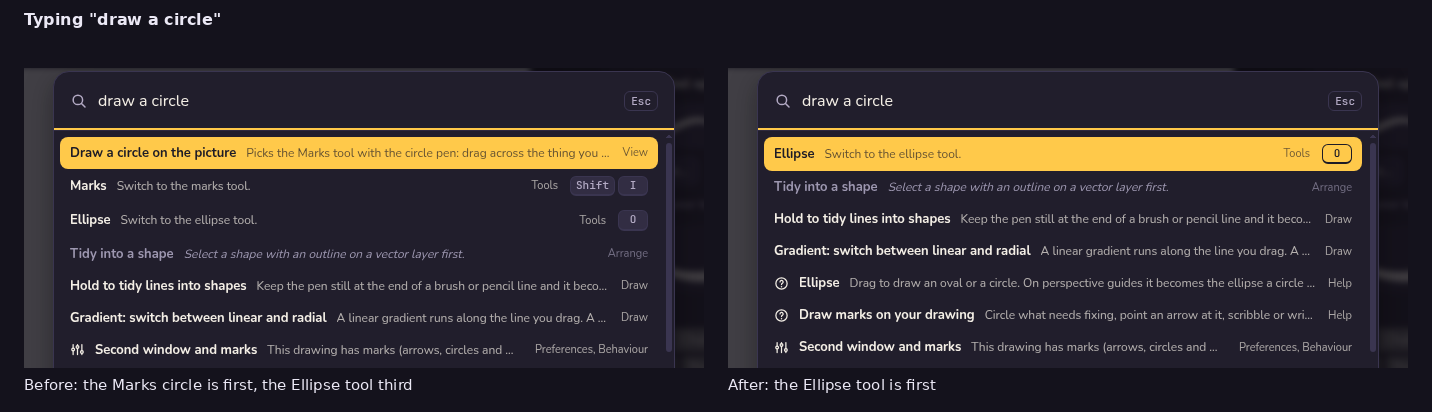 Typing "draw a circle"
draw a circle Esc
Draw a circle on the picture Picks the Marks tool with the circle pen: drag across the thing you ... View
Marks Switch to the marks tool. Tools Shift I
Ellipse Switch to the ellipse tool. Tools O
Tidy into a shape Select a shape with an outline on a vector layer first. Arrange
Hold to tidy lines into shapes Keep the pen still at the end of a brush or pencil line and it beco... Draw
Gradient: switch between linear and radial A linear gradient runs along the line you drag. A ... Draw
Second window and marks This drawing has marks (arrows, circles and ... Preferences, Behaviour
Before: the Marks circle is first, the Ellipse tool third
draw a circle Esc
Ellipse Switch to the ellipse tool. Tools O
Tidy into a shape Select a shape with an outline on a vector layer first. Arrange
Hold to tidy lines into shapes Keep the pen still at the end of a brush or pencil line and it beco... Draw
Gradient: switch between linear and radial A linear gradient runs along the line you drag. A ... Draw
Ellipse Drag to draw an oval or a circle. On perspective guides it becomes the ellipse a circle ... Help
Draw marks on your drawing Circle what needs fixing, point an arrow at it, scribble or wri... Help
Second window and marks This drawing has marks (arrows, circles and ... Preferences, Behaviour
After: the Ellipse tool is first